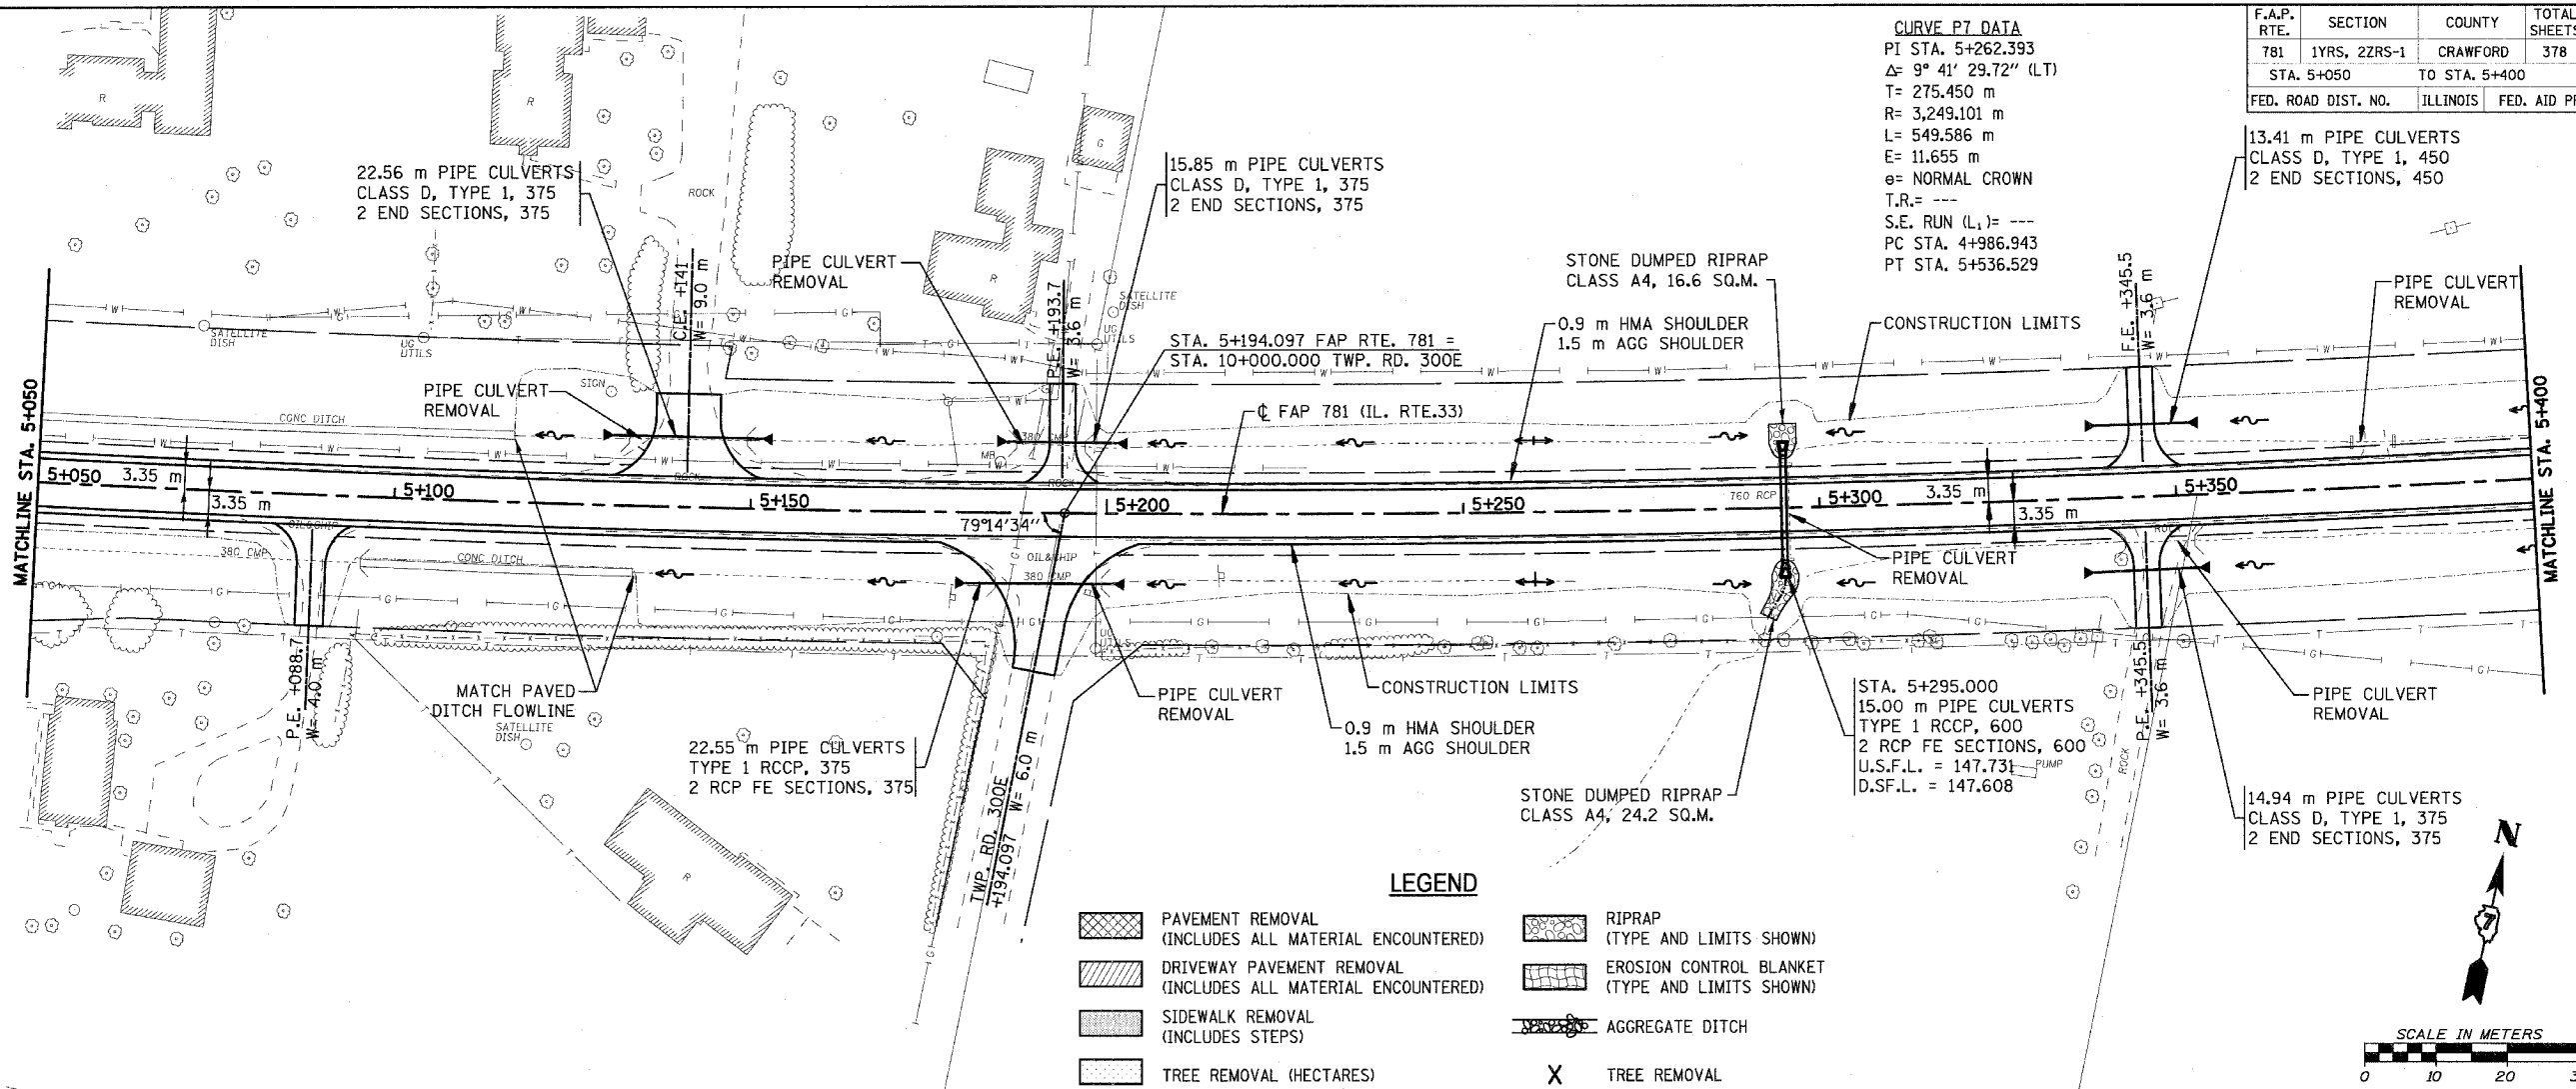 F.A.P. RTE. SECTION COUNTY TOTAL SHEETS
781 1YRS, 2ZRS-1 CRAWFORD 378
STA. 5+050 TO STA. 5+400
FED. ROAD DIST. NO. ILLINOIS FED. AID
CURVE P7 DATA
PI STA. 5+262.393
Δ= 9° 41' 29.72" (LT)
T= 275.450 m
R= 3,249.101 m
L= 549.586 m
E= 11.655 m
e= NORMAL CROWN
T.R.= ---
S.E. RUN (L₁)= ---
PC STA. 4+986.943
PT STA. 5+536.529
22.56 m PIPE CULVERTS
CLASS D, TYPE 1, 375
2 END SECTIONS, 375
15.85 m PIPE CULVERTS
CLASS D, TYPE 1, 375
2 END SECTIONS, 375
13.41 m PIPE CULVERTS
CLASS D, TYPE 1, 450
2 END SECTIONS, 450
R
R
R
G
ROCK
PIPE CULVERT
REMOVAL
STONE DUMPED RIPRAP
CLASS A4, 16.6 SQ.M.
PIPE CULVERT
REMOVAL
C.E. +141
W= 9.0 m
P.E. +193.7
W= 3.6 m
F.E. +345.5
W= 3.6 m
SATELLITE
DISH
UG
UTILS
SATELLITE
DISH
UG
UTILS
STA. 5+194.097 FAP RTE. 781 =
STA. 10+000.000 TWP. RD. 300E
0.9 m HMA SHOULDER
1.5 m AGG SHOULDER
CONSTRUCTION LIMITS
PIPE CULVERT
REMOVAL
SIGN
CONC DITCH
℄ FAP 781 (IL. RTE.33)
380 CMP
MB
ROCK
ROCK
MATCHLINE STA. 5+050
MATCHLINE STA. 5+400
5+050
3.35 m
3.35 m
5+100
5+150
5+200
5+250
760 RCP
5+300
3.35 m
3.35 m
5+350
79°14'34"
OIL&CHIP
380 CMP
CONC DITCH
OIL&CHIP
380 CMP
PIPE CULVERT
REMOVAL
P.E. +088.7
W= 4.0 m
MATCH PAVED
DITCH FLOWLINE
SATELLITE
DISH
PIPE CULVERT
REMOVAL
CONSTRUCTION LIMITS
0.9 m HMA SHOULDER
1.5 m AGG SHOULDER
STA. 5+295.000
15.00 m PIPE CULVERTS
TYPE 1 RCCP, 600
2 RCP FE SECTIONS, 600
U.S.F.L. = 147.731
D.SF.L. = 147.608
PUMP
ROCK
P.E. +345.5
W= 3.6 m
PIPE CULVERT
REMOVAL
22.55 m PIPE CULVERTS
TYPE 1 RCCP, 375
2 RCP FE SECTIONS, 375
TWP. RD. 300E
+194.097 W= 6.0 m
STONE DUMPED RIPRAP
CLASS A4, 24.2 SQ.M.
14.94 m PIPE CULVERTS
CLASS D, TYPE 1, 375
2 END SECTIONS, 375
R
N
7
LEGEND
PAVEMENT REMOVAL
(INCLUDES ALL MATERIAL ENCOUNTERED)
DRIVEWAY PAVEMENT REMOVAL
(INCLUDES ALL MATERIAL ENCOUNTERED)
SIDEWALK REMOVAL
(INCLUDES STEPS)
TREE REMOVAL (HECTARES)
RIPRAP
(TYPE AND LIMITS SHOWN)
EROSION CONTROL BLANKET
(TYPE AND LIMITS SHOWN)
AGGREGATE DITCH
X TREE REMOVAL
SCALE IN METERS
0 10 20